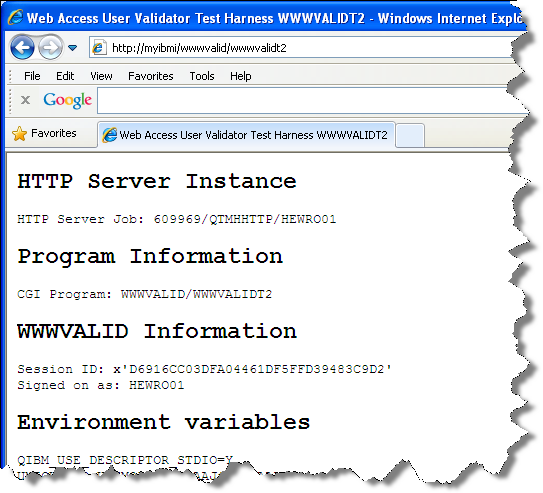 Web Access User Validator Test Harness WWWVALIDT2 - Windows Internet Explo
http://myibmi/wwwvalid/wwwvalidt2
File Edit View Favorites Tools Help
x Google
Favorites Web Access User Validator Test Harness WWWVALIDT2
HTTP Server Instance
HTTP Server Job: 609969/QTMHHTTP/HEWRO01
Program Information
CGI Program: WWWVALID/WWWVALIDT2
WWWVALID Information
Session ID: x'D6916CC03DFA04461DF5FFD39483C9D2'
Signed on as: HEWRO01
Environment variables
QIBM_USE_DESCRIPTOR_STDIO=Y